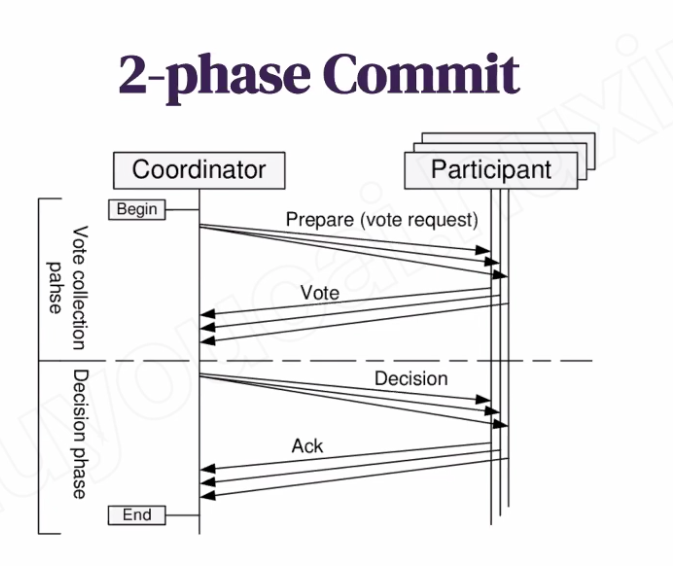 2-phase Commit
Coordinator
Participant
Begin
Prepare (vote request)
Vote collection
pahse
Vote
Decision
Decision phase
Ack
End